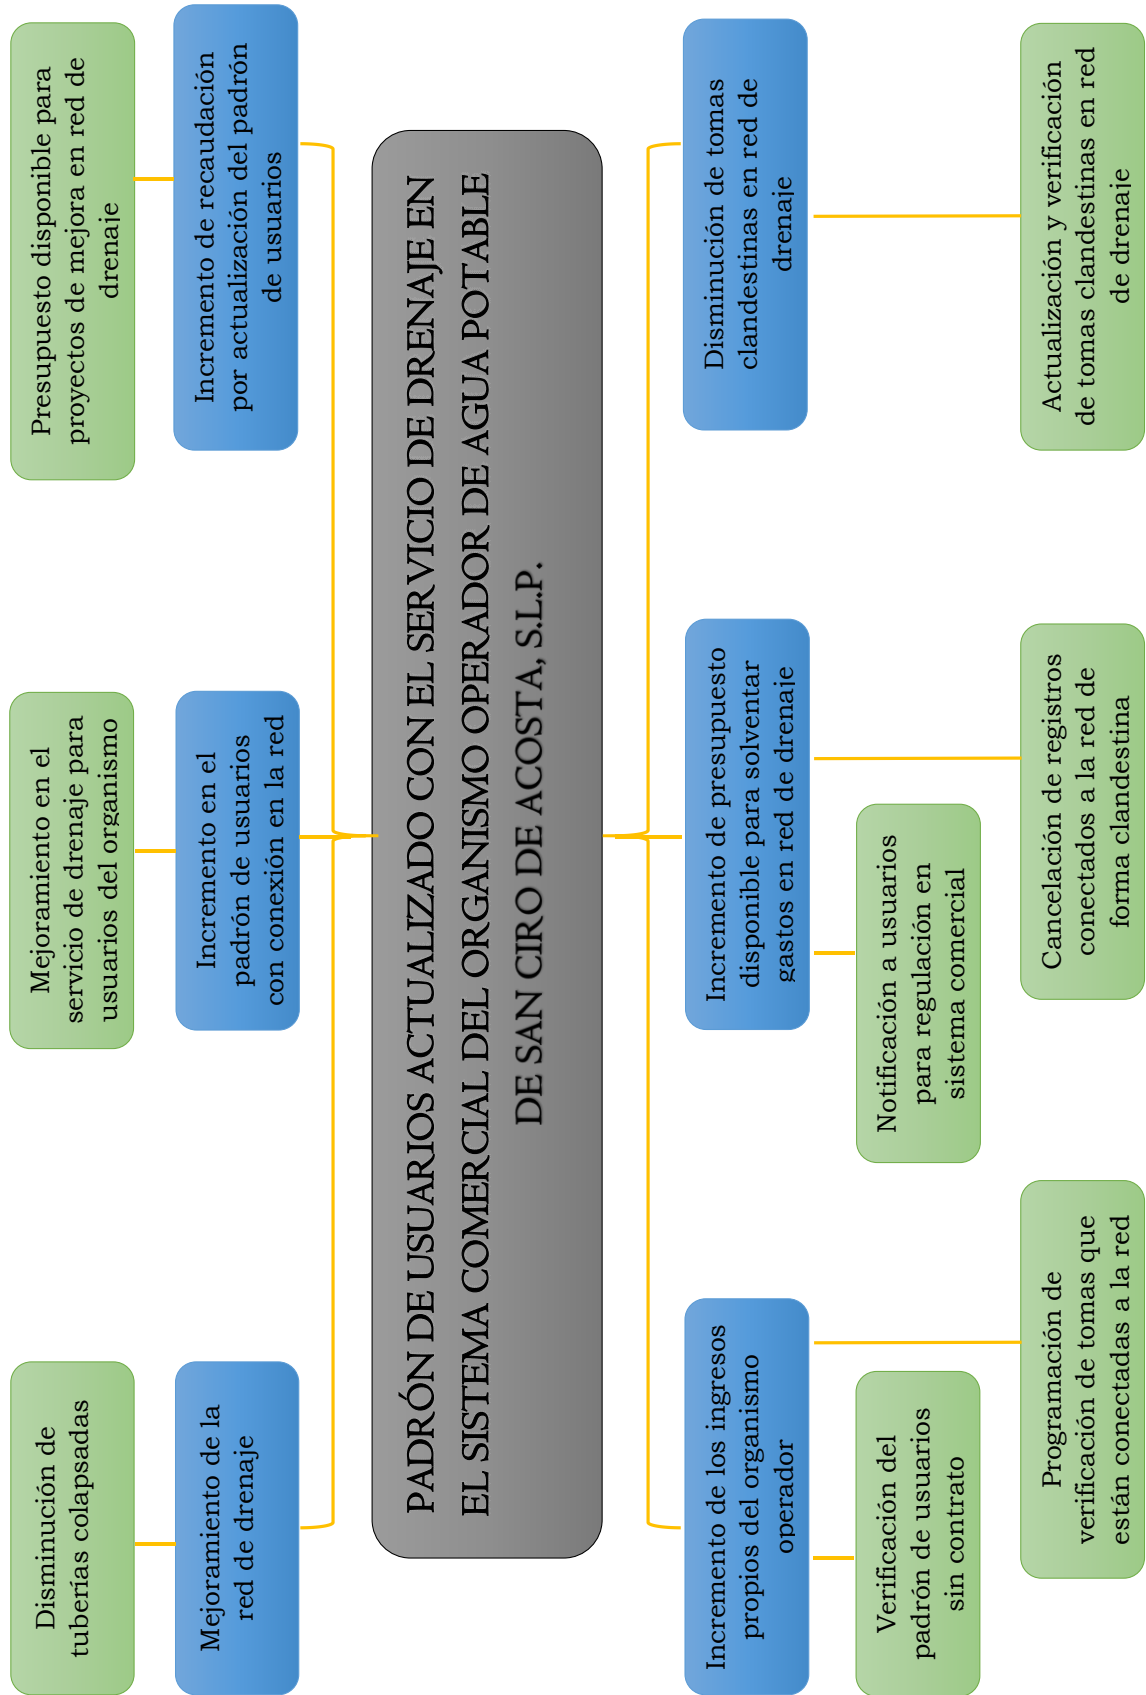 Disminución de
tuberías colapsadas
Mejoramiento en el
servicio de drenaje para
usuarios del organismo
Presupuesto disponible para
proyectos de mejora en red de
drenaje
Mejoramiento de la
red de drenaje
Incremento en el
padrón de usuarios
con conexión en la red
Incremento de recaudación
por actualización del padrón
de usuarios
PADRÓN DE USUARIOS ACTUALIZADO CON EL SERVICIO DE DRENAJE EN
EL SISTEMA COMERCIAL DEL ORGANISMO OPERADOR DE AGUA POTABLE
DE SAN CIRO DE ACOSTA, S.L.P.
Incremento de los ingresos
propios del organismo
operador
Incremento de presupuesto
disponible para solventar
gastos en red de drenaje
Disminución de tomas
clandestinas en red de
drenaje
Verificación del
padrón de usuarios
sin contrato
Notificación a usuarios
para regulación en
sistema comercial
Programación de
verificación de tomas que
están conectadas a la red
Cancelación de registros
conectados a la red de
forma clandestina
Actualización y verificación
de tomas clandestinas en red
de drenaje